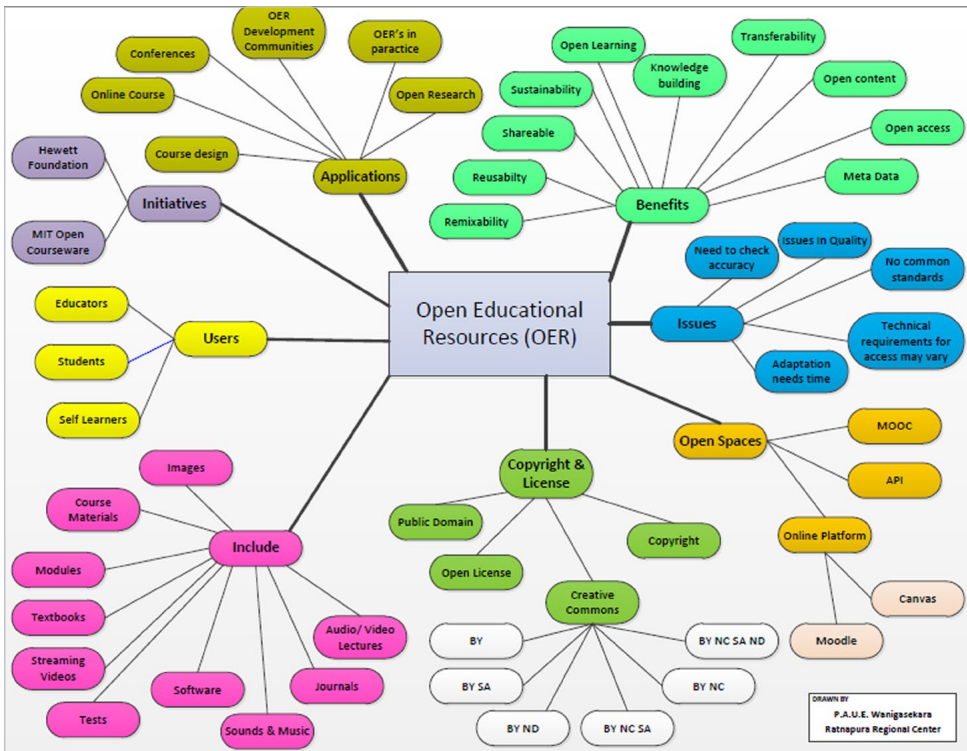 OER
Development
Communities
OER's in
paractice
Conferences
Online Course
Open Research
Course design
Applications
Hewett
Foundation
Initiatives
MIT Open
Courseware
Open Learning
Transferability
Knowledge
building
Sustainability
Open content
Shareable
Open access
Reusabilty
Meta Data
Remixability
Benefits
Open Educational
Resources (OER)
Need to check
accuracy
Issues In Quality
No common
standards
Issues
Technical
requirements for
access may vary
Adaptation
needs time
Educators
Users
Students
Self Learners
Open Spaces
MOOC
API
Online Platform
Canvas
Moodle
Copyright &
License
Public Domain
Copyright
Open License
Creative
Commons
BY
BY NC SA ND
BY SA
BY NC
BY ND
BY NC SA
Images
Course
Materials
Include
Modules
Textbooks
Streaming
Videos
Tests
Software
Sounds & Music
Journals
Audio/ Video
Lectures
DRAWN BY
P.A.U.E. Wanigasekara
Ratnapura Regional Center